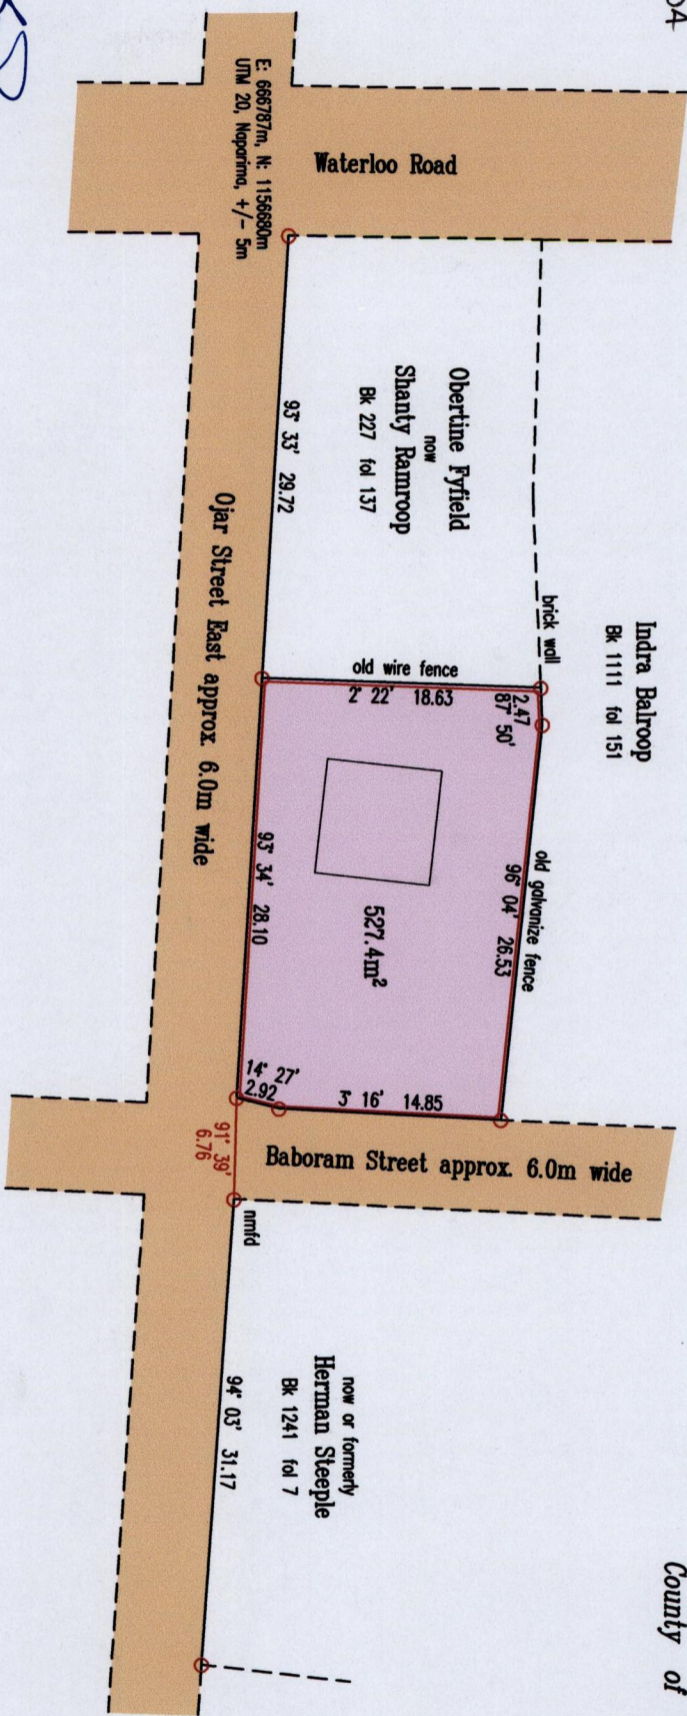 04
County of
Waterloo Road
E: 666787m, N: 1156680m
UTM 20, Naparima, +/- 5m
Indra Balroop
Bk 1111 fol 151
Obertine Fyfield
now
Shanty Ramroop
Bk 227 fol 137
brick wall
old wire fence
2° 22' 18.63
2.47
87° 50'
old galvanize fence
96° 04' 26.53
93° 33' 29.72
527.4m²
93° 34' 28.10
Ojar Street East approx. 6.0m wide
14° 27'
2.92
3° 16' 14.85
91° 39'
6.76
Baboram Street approx. 6.0m wide
nmfd
now or formerly
Herman Steeple
Bk 1241 fol 7
94° 03' 31.17